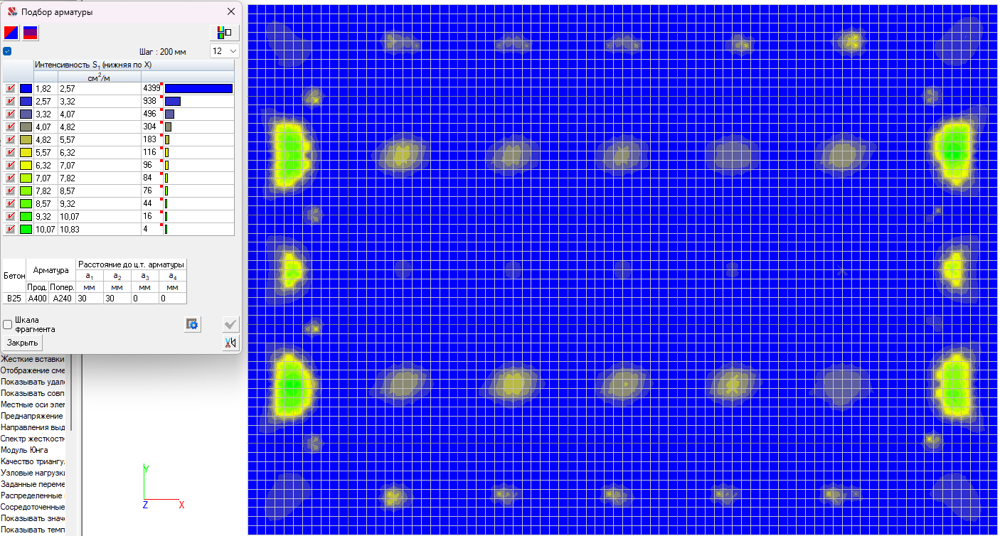 Подбор арматуры
Шаг : 200 мм
12
Интенсивность S1 (нижняя по X)
см²/м
1,82 2,57 4399
2,57 3,32 938
3,32 4,07 496
4,07 4,82 304
4,82 5,57 183
5,57 6,32 116
6,32 7,07 96
7,07 7,82 84
7,82 8,57 76
8,57 9,32 44
9,32 10,07 16
10,07 10,83 4
Бетон Арматура Расстояние до ц.т. арматуры
a1 a2 a3 a4
Прод. Попер. мм мм мм мм
B25 A400 A240 30 30 0 0
Шкала
фрагмента
Закрыть
Жесткие вставки
Отображение сме
Показывать удал
Показывать совп
Местные оси элем
Преднапряжение
Направления выд
Спектр жесткост
Модуль Юнга
Качество триангу
Узловые нагрузки
Заданные переме
Распределенные
Сосредоточенные
Показывать знач
Показывать темп
Y
Z X